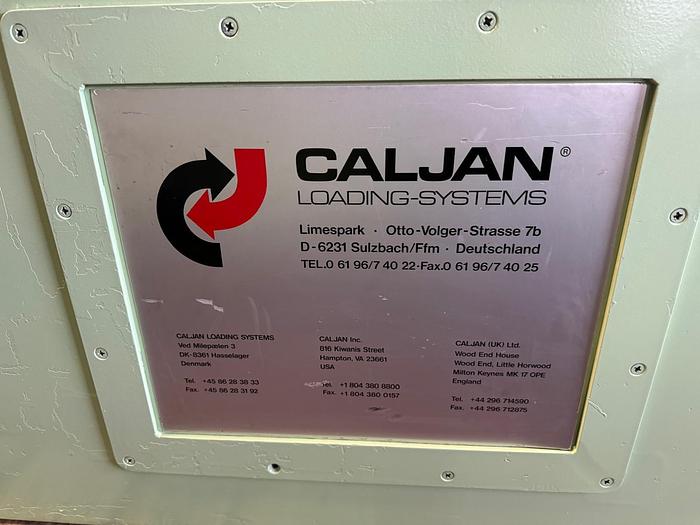 CALJAN®
LOADING-SYSTEMS
Limespark · Otto-Volger-Strasse 7b
D-6231 Sulzbach/Ffm · Deutschland
TEL.0 61 96/7 40 22·Fax.0 61 96/7 40 25
CALJAN LOADING SYSTEMS
Ved Milepælen 3
DK-8361 Hasselager
Denmark
Tel. +45 86 28 38 33
Fax. +45 86 28 31 92
CALJAN Inc.
816 Kiwanis Street
Hampton, VA 23661
USA
Tel. +1 804 380 8800
Fax. +1 804 380 0157
CALJAN (UK) Ltd.
Wood End House
Wood End, Little Horwood
Milton Keynes MK 17 OPE
England
Tel. +44 296 714590
Fax. +44 296 712875